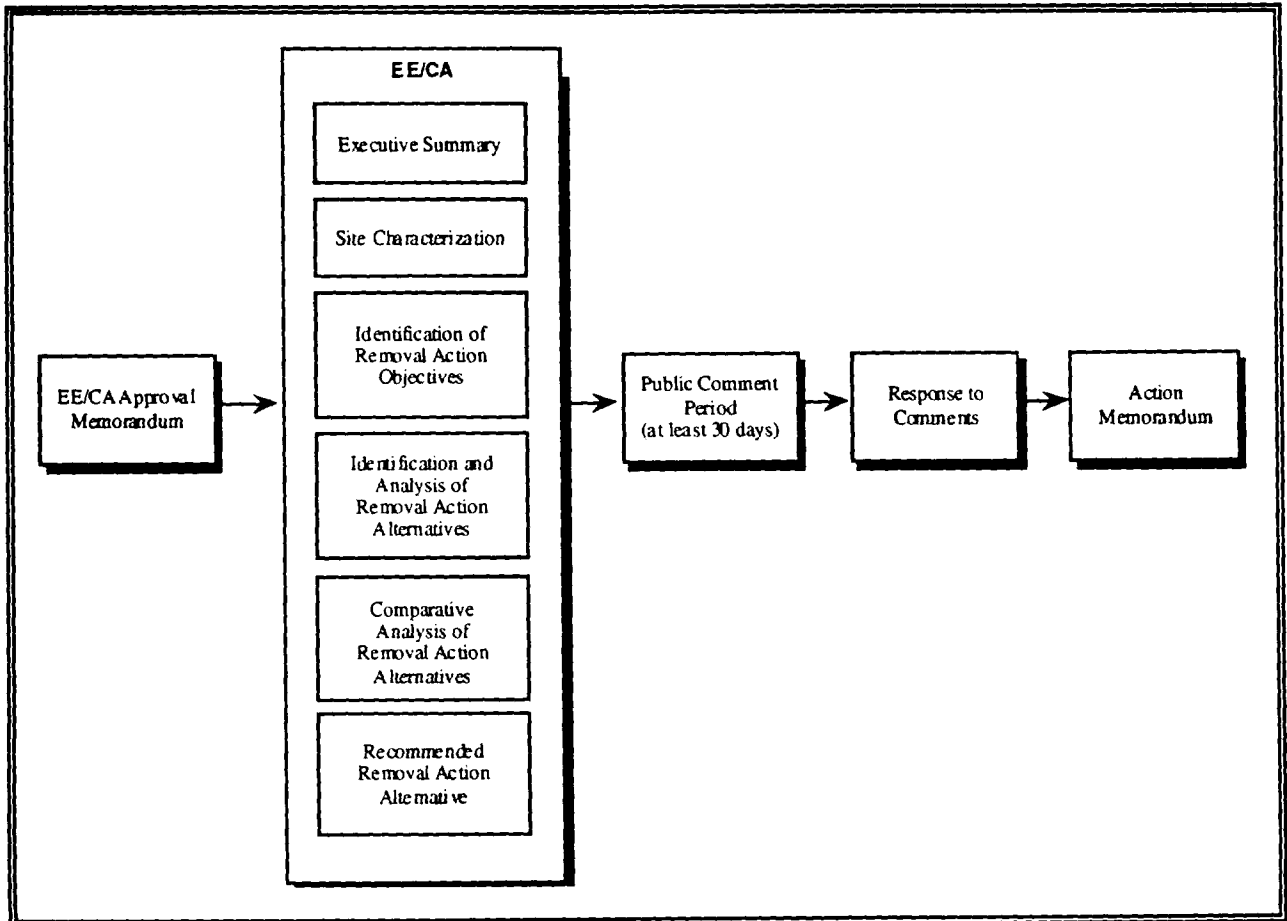 EE/CA Approval
Memorandum
EE/CA
Executive Summary
Site Characterization
Identification of
Removal Action
Objectives
Identification and
Analysis of
Removal Action
Alternatives
Comparative
Analysis of
Removal Action
Alternatives
Recommended
Removal Action
Alternative
Public Comment
Period
(at least 30 days)
Response to
Comments
Action
Memorandum